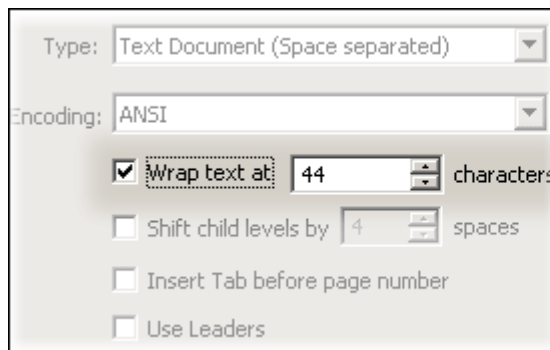 Type: Text Document (Space separated)
Encoding: ANSI
Wrap text at 44 characters
Shift child levels by 4 spaces
Insert Tab before page number
Use Leaders